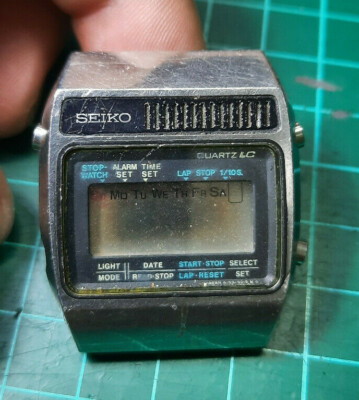 SEIKO
QUARTZ LC
STOP-WATCH ALARM SET TIME SET LAP STOP 1/10S.
MO TU WE TH FR SA
LIGHT DATE START·STOP SELECT
MODE READ·STOP LAP·RESET SET